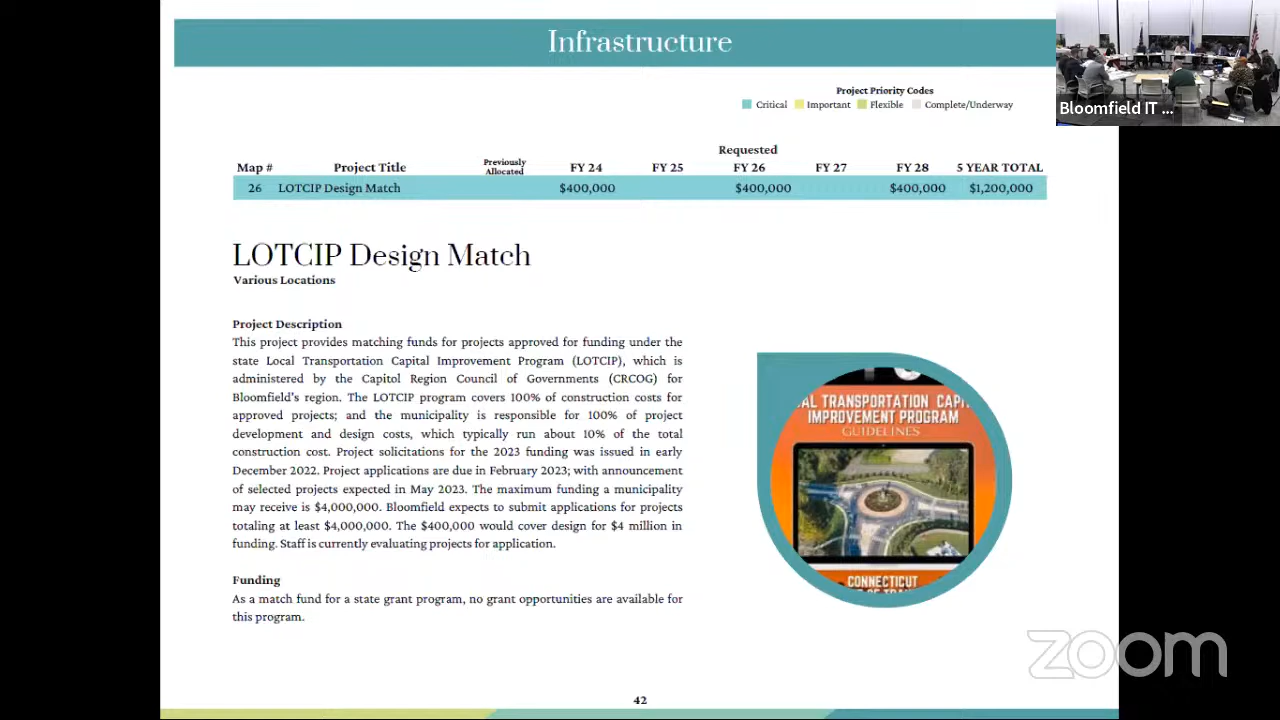 Infrastructure
Project Priority Codes
Critical Important Flexible Complete/Underway
Bloomfield IT ...
Requested
Map # Project Title Previously Allocated FY 24 FY 25 FY 26 FY 27 FY 28 5 YEAR TOTAL
26 LOTCIP Design Match $400,000 $400,000 $400,000 $1,200,000
LOTCIP Design Match
Various Locations
Project Description
This project provides matching funds for projects approved for funding under the
state Local Transportation Capital Improvement Program (LOTCIP), which is
administered by the Capitol Region Council of Governments (CRCOG) for
Bloomfield's region. The LOTCIP program covers 100% of construction costs for
approved projects; and the municipality is responsible for 100% of project
development and design costs, which typically run about 10% of the total
construction cost. Project solicitations for the 2023 funding was issued in early
December 2022. Project applications are due in February 2023; with announcement
of selected projects expected in May 2023. The maximum funding a municipality
may receive is $4,000,000. Bloomfield expects to submit applications for projects
totaling at least $4,000,000. The $400,000 would cover design for $4 million in
funding. Staff is currently evaluating projects for application.
Funding
As a match fund for a state grant program, no grant opportunities are available for
this program.
TRANSPORTATION
IMPROVEMENT PROGRAM
GUIDELINES
CONNECTICUT
zoom
42